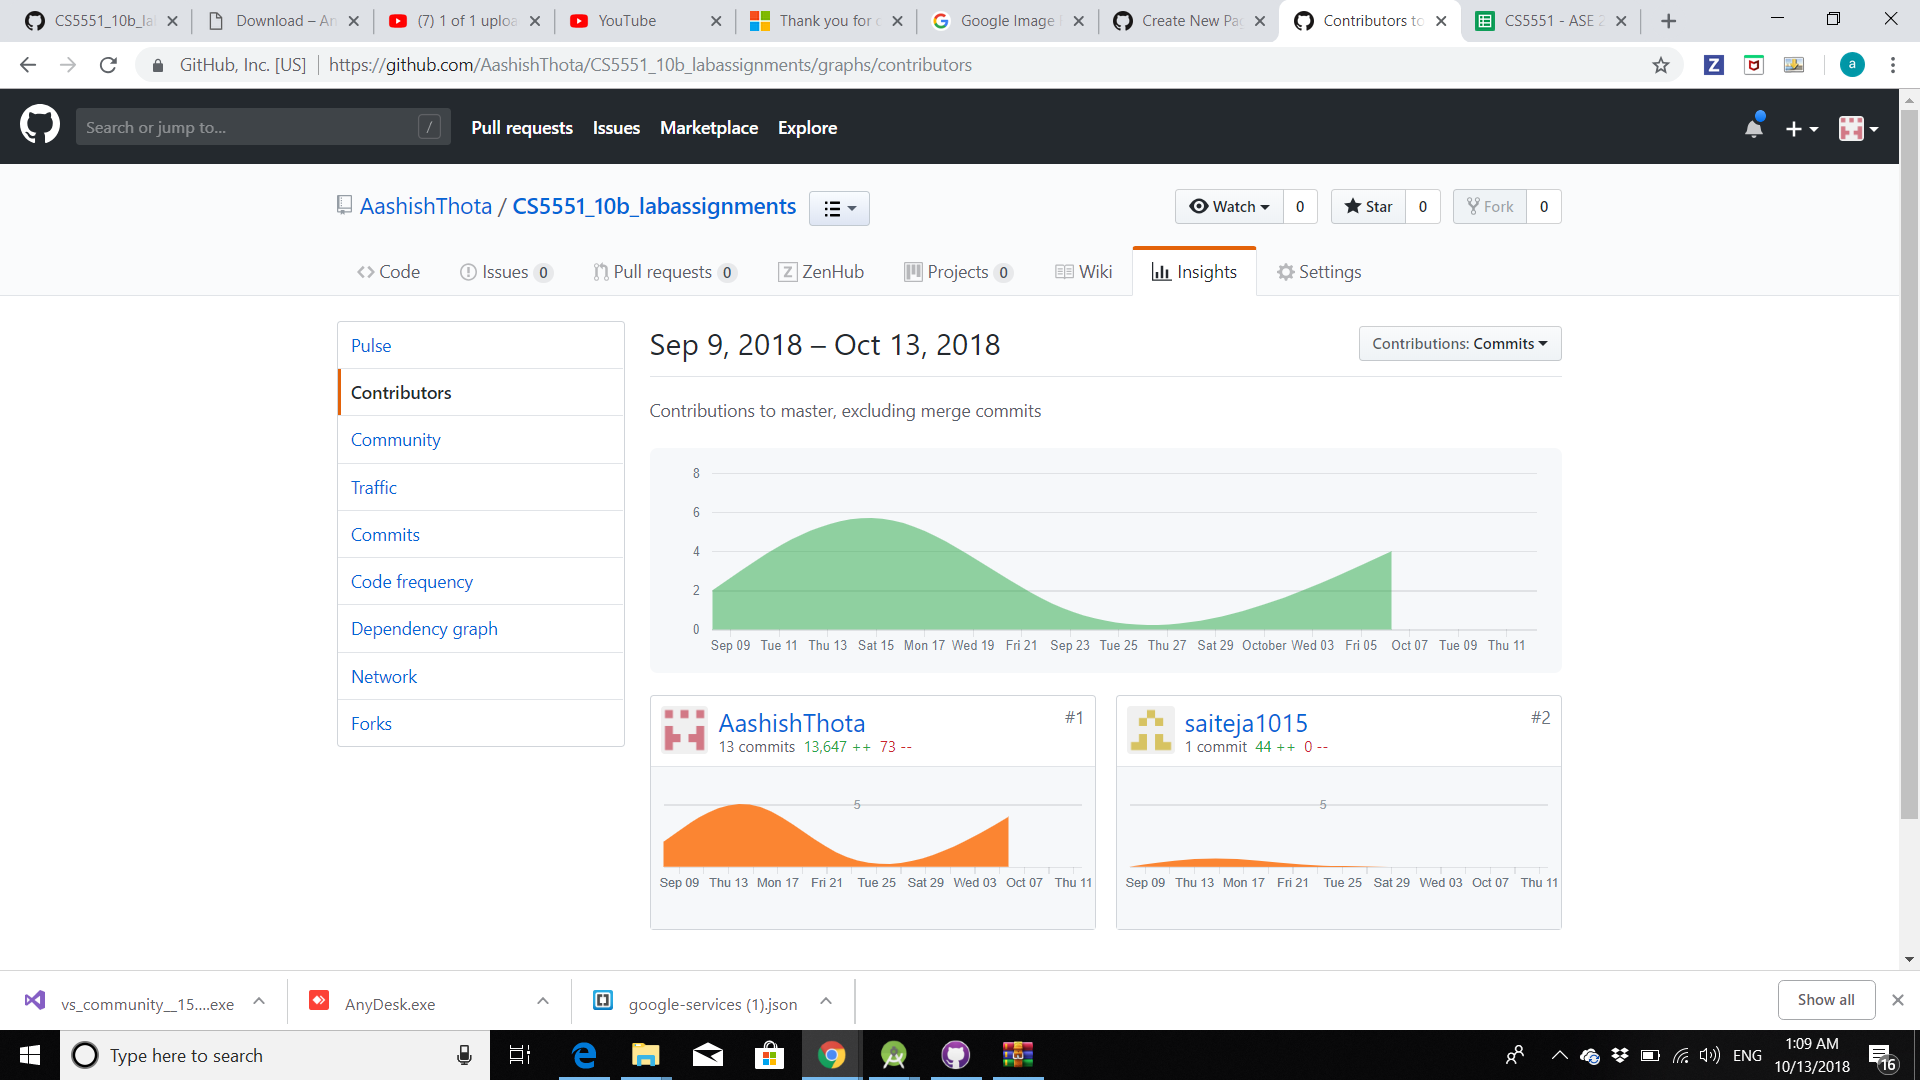 CS5551_10b_la
Download – An
(7) 1 of 1 uploa
YouTube
Thank you for
Google Image
Create New Pa
Contributors to
CS5551 - ASE 2
GitHub, Inc. [US] https://github.com/AashishThota/CS5551_10b_labassignments/graphs/contributors
a
Search or jump to... /
Pull requests Issues Marketplace Explore
AashishThota / CS5551_10b_labassignments
Watch 0 Star 0 Fork 0
Code Issues 0 Pull requests 0 ZenHub Projects 0 Wiki Insights Settings
Pulse
Contributors
Community
Traffic
Commits
Code frequency
Dependency graph
Network
Forks
Sep 9, 2018 – Oct 13, 2018
Contributions: Commits
Contributions to master, excluding merge commits
8
6
4
2
0
Sep 09 Tue 11 Thu 13 Sat 15 Mon 17 Wed 19 Fri 21 Sep 23 Tue 25 Thu 27 Sat 29 October Wed 03 Fri 05 Oct 07 Tue 09 Thu 11
AashishThota #1
13 commits 13,647 ++ 73 --
5
Sep 09 Thu 13 Mon 17 Fri 21 Tue 25 Sat 29 Wed 03 Oct 07 Thu 11
saiteja1015 #2
1 commit 44 ++ 0 --
5
Sep 09 Thu 13 Mon 17 Fri 21 Tue 25 Sat 29 Wed 03 Oct 07 Thu 11
vs_community__15....exe
AnyDesk.exe
google-services (1).json
Show all
Type here to search
ENG
1:09 AM
10/13/2018
16